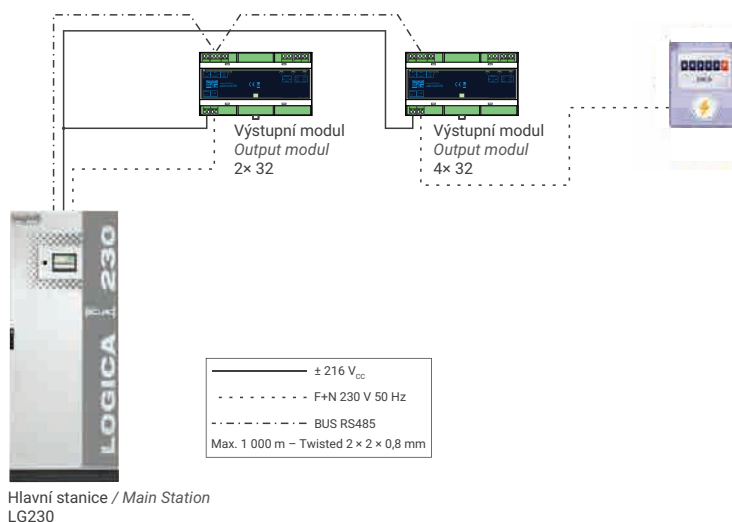 Výstupní modul
Output modul
2× 32
Výstupní modul
Output modul
4× 32
LOGICA 230
± 216 Vcc
F+N 230 V 50 Hz
BUS RS485
Max. 1 000 m – Twisted 2 × 2 × 0,8 mm
Hlavní stanice / Main Station
LG230